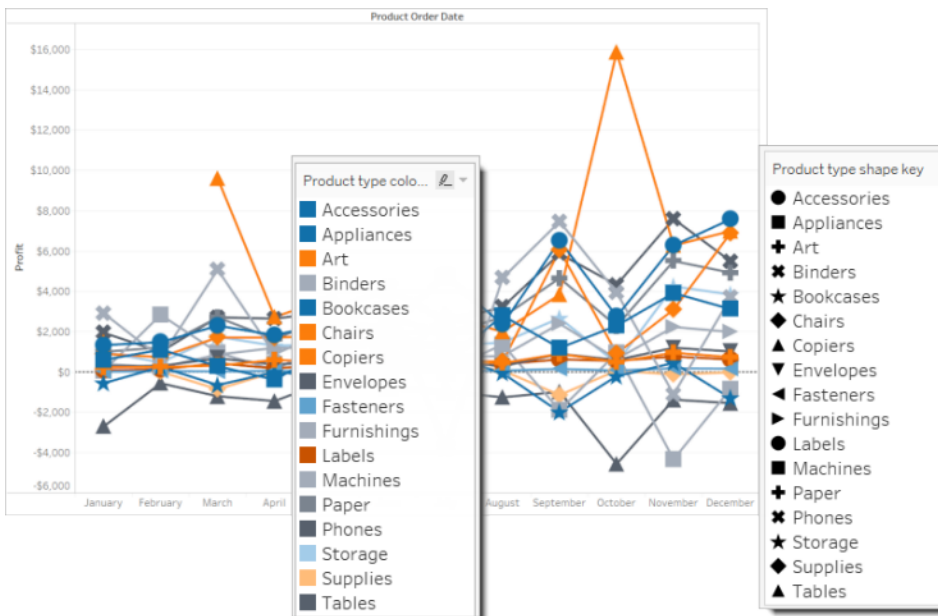 Product Order Date
$16,000
$14,000
$12,000
$10,000
$8,000
$6,000
$4,000
$2,000
$0
-$2,000
-$4,000
-$6,000
Profit
January February March April August September October November December
Product type colo...
Accessories
Appliances
Art
Binders
Bookcases
Chairs
Copiers
Envelopes
Fasteners
Furnishings
Labels
Machines
Paper
Phones
Storage
Supplies
Tables
Product type shape key
Accessories
Appliances
Art
Binders
Bookcases
Chairs
Copiers
Envelopes
Fasteners
Furnishings
Labels
Machines
Paper
Phones
Storage
Supplies
Tables